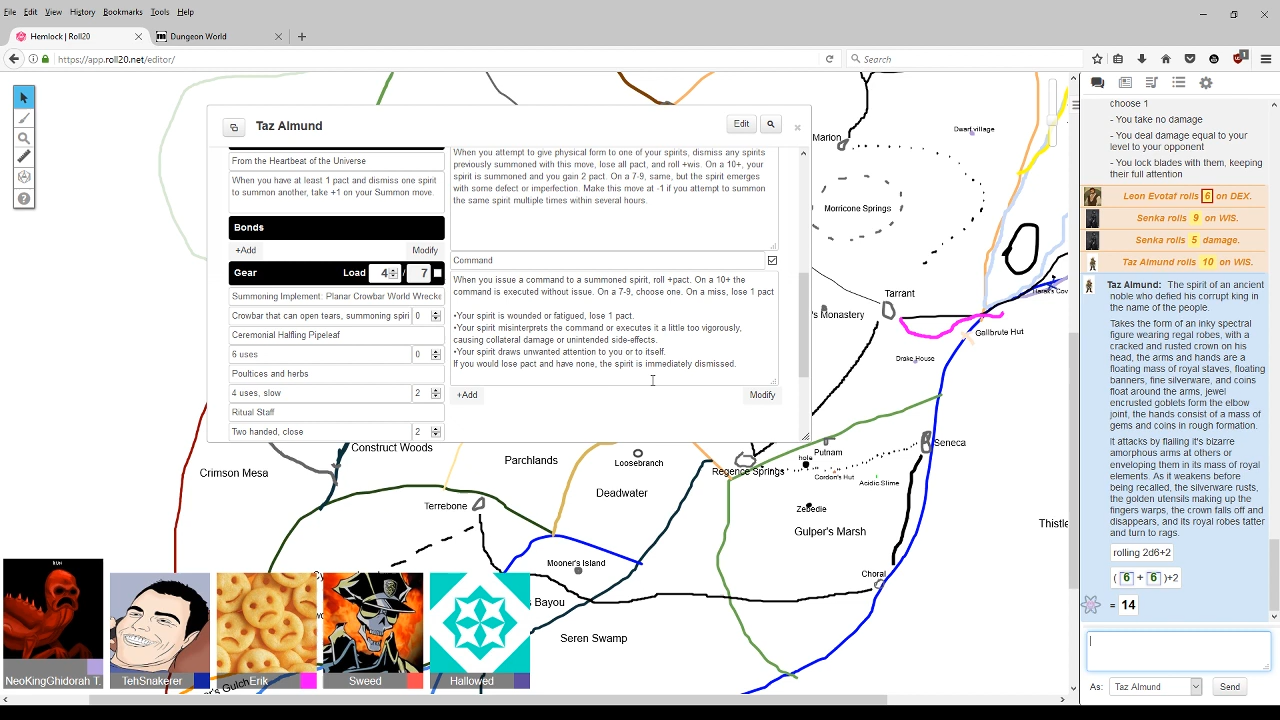 File Edit View History Bookmarks Tools Help
Hemlock | Roll20
Dungeon World
https://app.roll20.net/editor/
Search
Taz Almund
Edit
From the Heartbeat of the Universe
When you have at least 1 pact and dismiss one spirit
to summon another, take +1 on your Summon move.
Bonds
+Add Modify
Gear Load 4 / 7
Summoning Implement: Planar Crowbar World Wrecke
Crowbar that can open tears, summoning spiri 0
Ceremonial Halfling Pipeleaf
6 uses 0
Poultices and herbs
4 uses, slow 2
Ritual Staff
Two handed, close 2
When you attempt to give physical form to one of your spirits, dismiss any spirits
previously summoned with this move, lose all pact, and roll +wis. On a 10+, your
spirit is summoned and you gain 2 pact. On a 7-9, same, but the spirit emerges
with some defect or imperfection. Make this move at -1 if you attempt to summon
the same spirit multiple times within several hours.
Command
When you issue a command to a summoned spirit, roll +pact. On a 10+ the
command is executed without issue. On a 7-9, choose one. On a miss, lose 1 pact
•Your spirit is wounded or fatigued, lose 1 pact.
•Your spirit misinterprets the command or executes it a little too vigorously,
causing collateral damage or unintended side-effects.
•Your spirit draws unwanted attention to you or to itself.
If you would lose pact and have none, the spirit is immediately dismissed.
+Add Modify
Marion
Dwarf village
Morricone Springs
Tarrant
's Monastery
Gallbrute Hut
Drake House
Construct Woods
Crimson Mesa
Parchlands
Loosebranch
Deadwater
Regence Springs
hole
Putnam
Cordon's Hut
Acidic Slime
Seneca
Terrebone
Zebedie
Gulper's Marsh
Thistle
Mooner's Island
Choral
Bayou
Seren Swamp
RUN
NeoKingGhidorah T.
TehSnakerer
Erik
Sweed
Hallowed
choose 1
- You take no damage
- You deal damage equal to your
level to your opponent
- You lock blades with them, keeping
their full attention
Leon Evotaf rolls 6 on DEX.
Senka rolls 9 on WIS.
Senka rolls 5 damage.
Taz Almund rolls 10 on WIS.
Taz Almund: The spirit of an ancient
noble who defied his corrupt king in
the name of the people.
Takes the form of an inky spectral
figure wearing regal robes, with a
cracked and rusted crown on his
head, the arms and hands are a
floating mass of royal staves, floating
banners, fine silverware, and coins
float around the arms, jewel
encrusted goblets form the elbow
joint, the hands consist of a mass of
gems and coins in rough formation.
It attacks by flailing it's bizarre
amorphous arms at others or
enveloping them in its mass of royal
elements. As it weakens before
being recalled, the silverware rusts,
the golden utensils making up the
fingers warps, the crown falls off and
disappears, and its royal robes tatter
and turn to rags.
rolling 2d6+2
( 6 + 6 )+2
= 14
As: Taz Almund Send